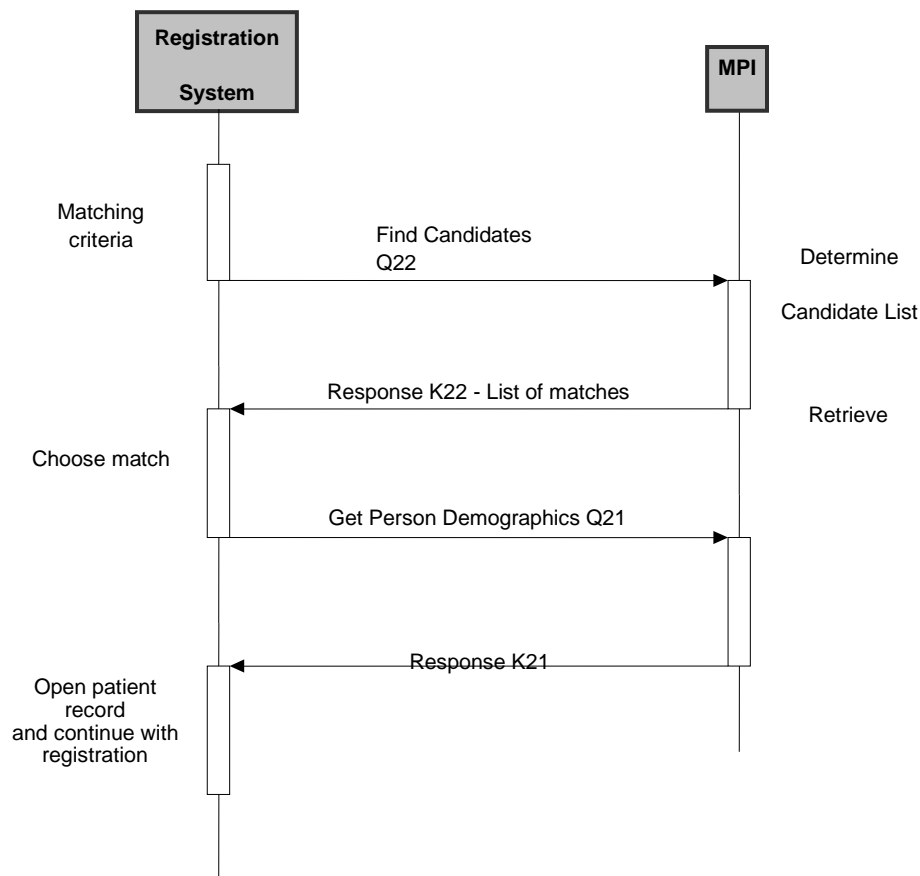 Registration
System
MPI
Matching
criteria
Find Candidates
Q22
Determine
Candidate List
Response K22 - List of matches
Retrieve
Choose match
Get Person Demographics Q21
Response K21
Open patient
record
and continue with
registration